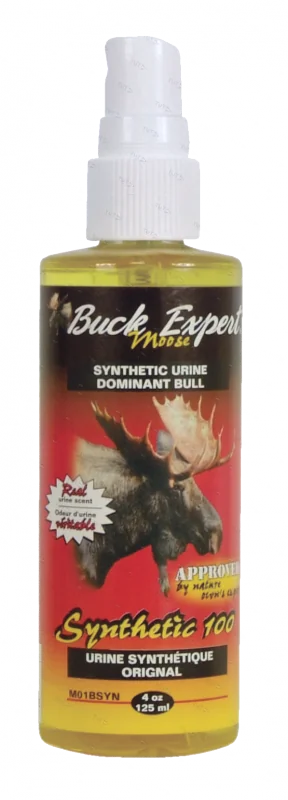 Buck Expert
Moose
SYNTHETIC URINE
DOMINANT BULL
Real
urine scent
Odeur d'urine
véritable
APPROVED
by nature
Synthetic 100
URINE SYNTHÉTIQUE
ORIGNAL
M01BSYN
4 oz
125 ml